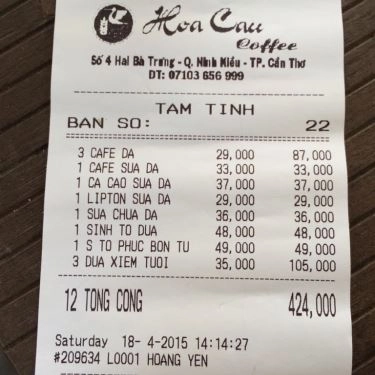 Hoa Cau
Coffee
Số 4 Hai Bà Trưng - Q. Ninh Kiều - TP. Cần Thơ
DT: 07103 656 999
TAM TINH
BAN SO: 22
3 CAFE DA 29,000 87,000
1 CAFE SUA DA 33,000 33,000
1 CA CAO SUA DA 37,000 37,000
1 LIPTON SUA DA 29,000 29,000
1 SUA CHUA DA 36,000 36,000
1 SINH TO DUA 48,000 48,000
1 S TO PHUC BON TU 49,000 49,000
3 DUA XIEM TUOI 35,000 105,000
12 TONG CONG 424,000
Saturday 18- 4-2015 14:14:27
#209634 L0001 HOANG YEN